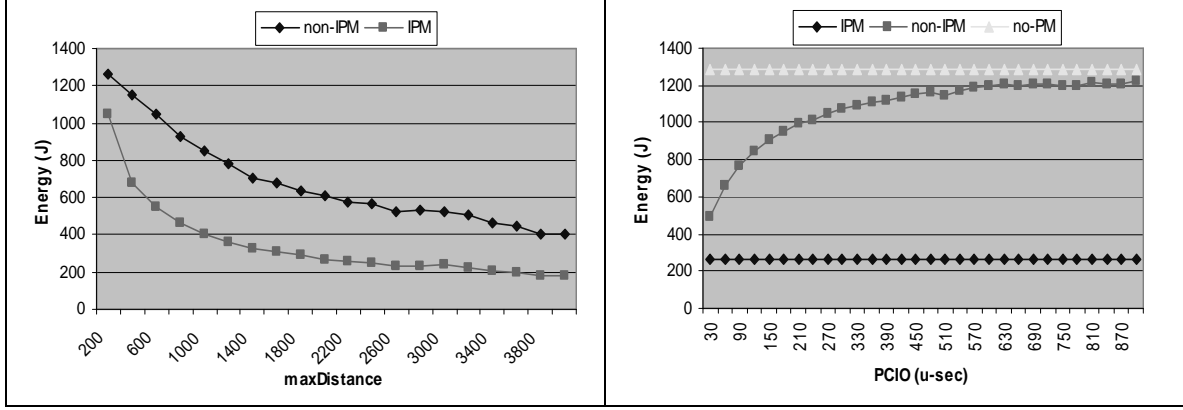 non-IPM IPM
1400
1200
1000
800
600
400
200
0
Energy (J)
200 600 1000 1400 1800 2200 2600 3000 3400 3800
maxDistance
IPM non-IPM no-PM
1400
1200
1000
800
600
400
200
0
Energy (J)
30 90 150 210 270 330 390 450 510 570 630 690 750 810 870
PCIO (u-sec)